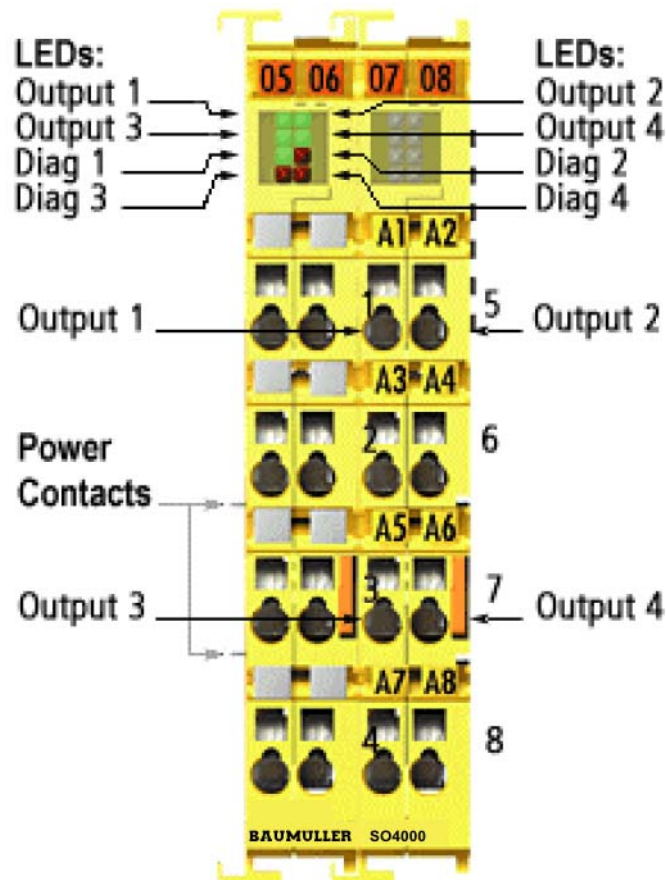 LEDs: LEDs:
Output 1 05 06 07 08 Output 2
Output 3 Output 4
Diag 1 Diag 2
Diag 3 Diag 4
A1 A2
Output 1 1 5 Output 2
A3 A4
2 6
Power
Contacts
A5 A6
Output 3 3 7 Output 4
A7 A8
4 8
BAUMULLER SO4000